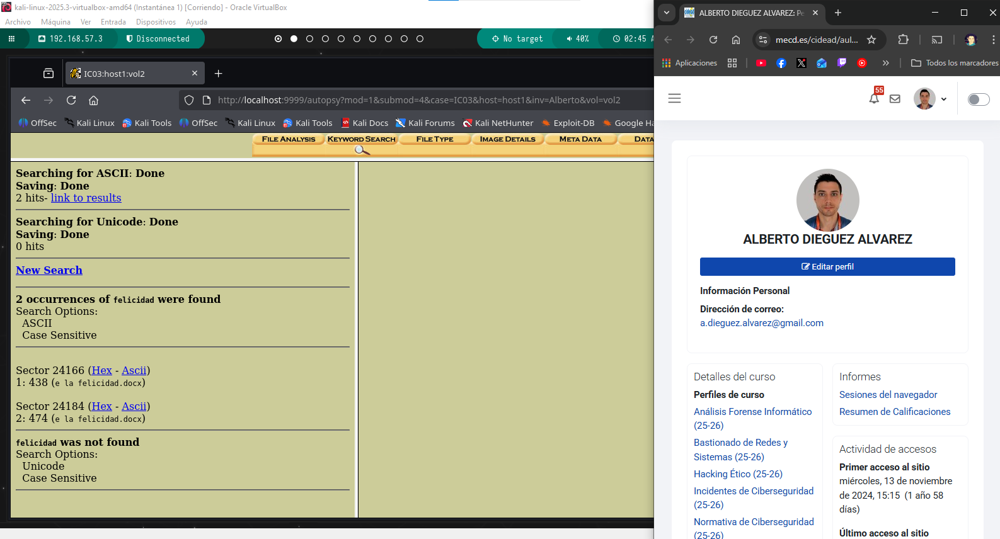 kali-linux-2025.3-virtualbox-amd64 (Instantánea 1) [Corriendo] - Oracle VirtualBox
Archivo Máquina Ver Entrada Dispositivos Ayuda
192.168.57.3 Disconnected No target 40% 02:45 A
IC03:host1:vol2
http://localhost:9999/autopsy?mod=1&submod=4&case=IC03&host=host1&inv=Alberto&vol=vol2
OffSec Kali Linux Kali Tools OffSec Kali Linux Kali Tools Kali Docs Kali Forums Kali NetHunter Exploit-DB Google Ha
FILE ANALYSIS KEYWORD SEARCH FILE TYPE IMAGE DETAILS META DATA DATA
Searching for ASCII: Done
Saving: Done
2 hits- link to results
Searching for Unicode: Done
Saving: Done
0 hits
New Search
2 occurrences of felicidad were found
Search Options:
ASCII
Case Sensitive
Sector 24166 (Hex - Ascii)
1: 438 (e la felicidad.docx)
Sector 24184 (Hex - Ascii)
2: 474 (e la felicidad.docx)
felicidad was not found
Search Options:
Unicode
Case Sensitive
ALBERTO DIEGUEZ ALVAREZ: Pe
mecd.es/cidead/aul...
Aplicaciones » Todos los marcadores
55
ALBERTO DIEGUEZ ALVAREZ
Editar perfil
Información Personal
Dirección de correo:
a.dieguez.alvarez@gmail.com
Detalles del curso
Perfiles de curso
Análisis Forense Informático
(25-26)
Bastionado de Redes y
Sistemas (25-26)
Hacking Ético (25-26)
Incidentes de Ciberseguridad
(25-26)
Normativa de Ciberseguridad
(25-26)
Informes
Sesiones del navegador
Resumen de Calificaciones
Actividad de accesos
Primer acceso al sitio
miércoles, 13 de noviembre
de 2024, 15:15 (1 año 58
días)
Último acceso al sitio